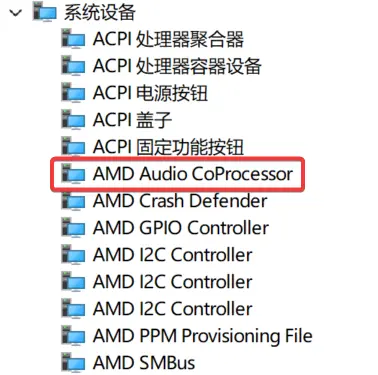 系统设备
ACPI 处理器聚合器
ACPI 处理器容器设备
ACPI 电源按钮
ACPI 盖子
ACPI 固定功能按钮
AMD Audio CoProcessor
AMD Crash Defender
AMD GPIO Controller
AMD I2C Controller
AMD I2C Controller
AMD I2C Controller
AMD PPM Provisioning File
AMD SMBus